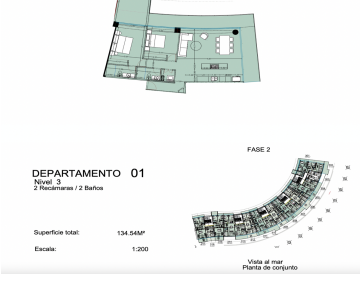 FASE 2
DEPARTAMENTO 01
Nivel 3
2 Recámaras / 2 Baños
Superficie total: 134.54M²
Escala: 1:200
Vista al mar
Planta de conjunto